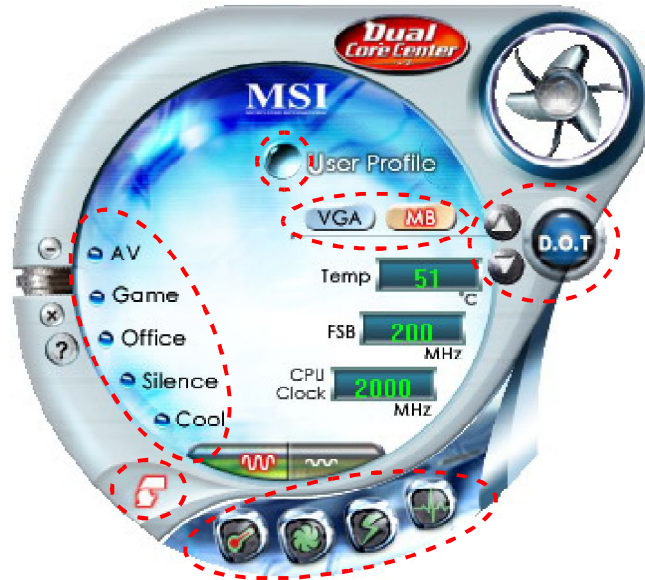 Dual
Core Center
MSI
User Profile
VGA MB
D.O.T
AV
Temp 51
°C
Game
Office
FSB 200
MHz
Silence
CPU
Clock 2000
MHz
Cool
?